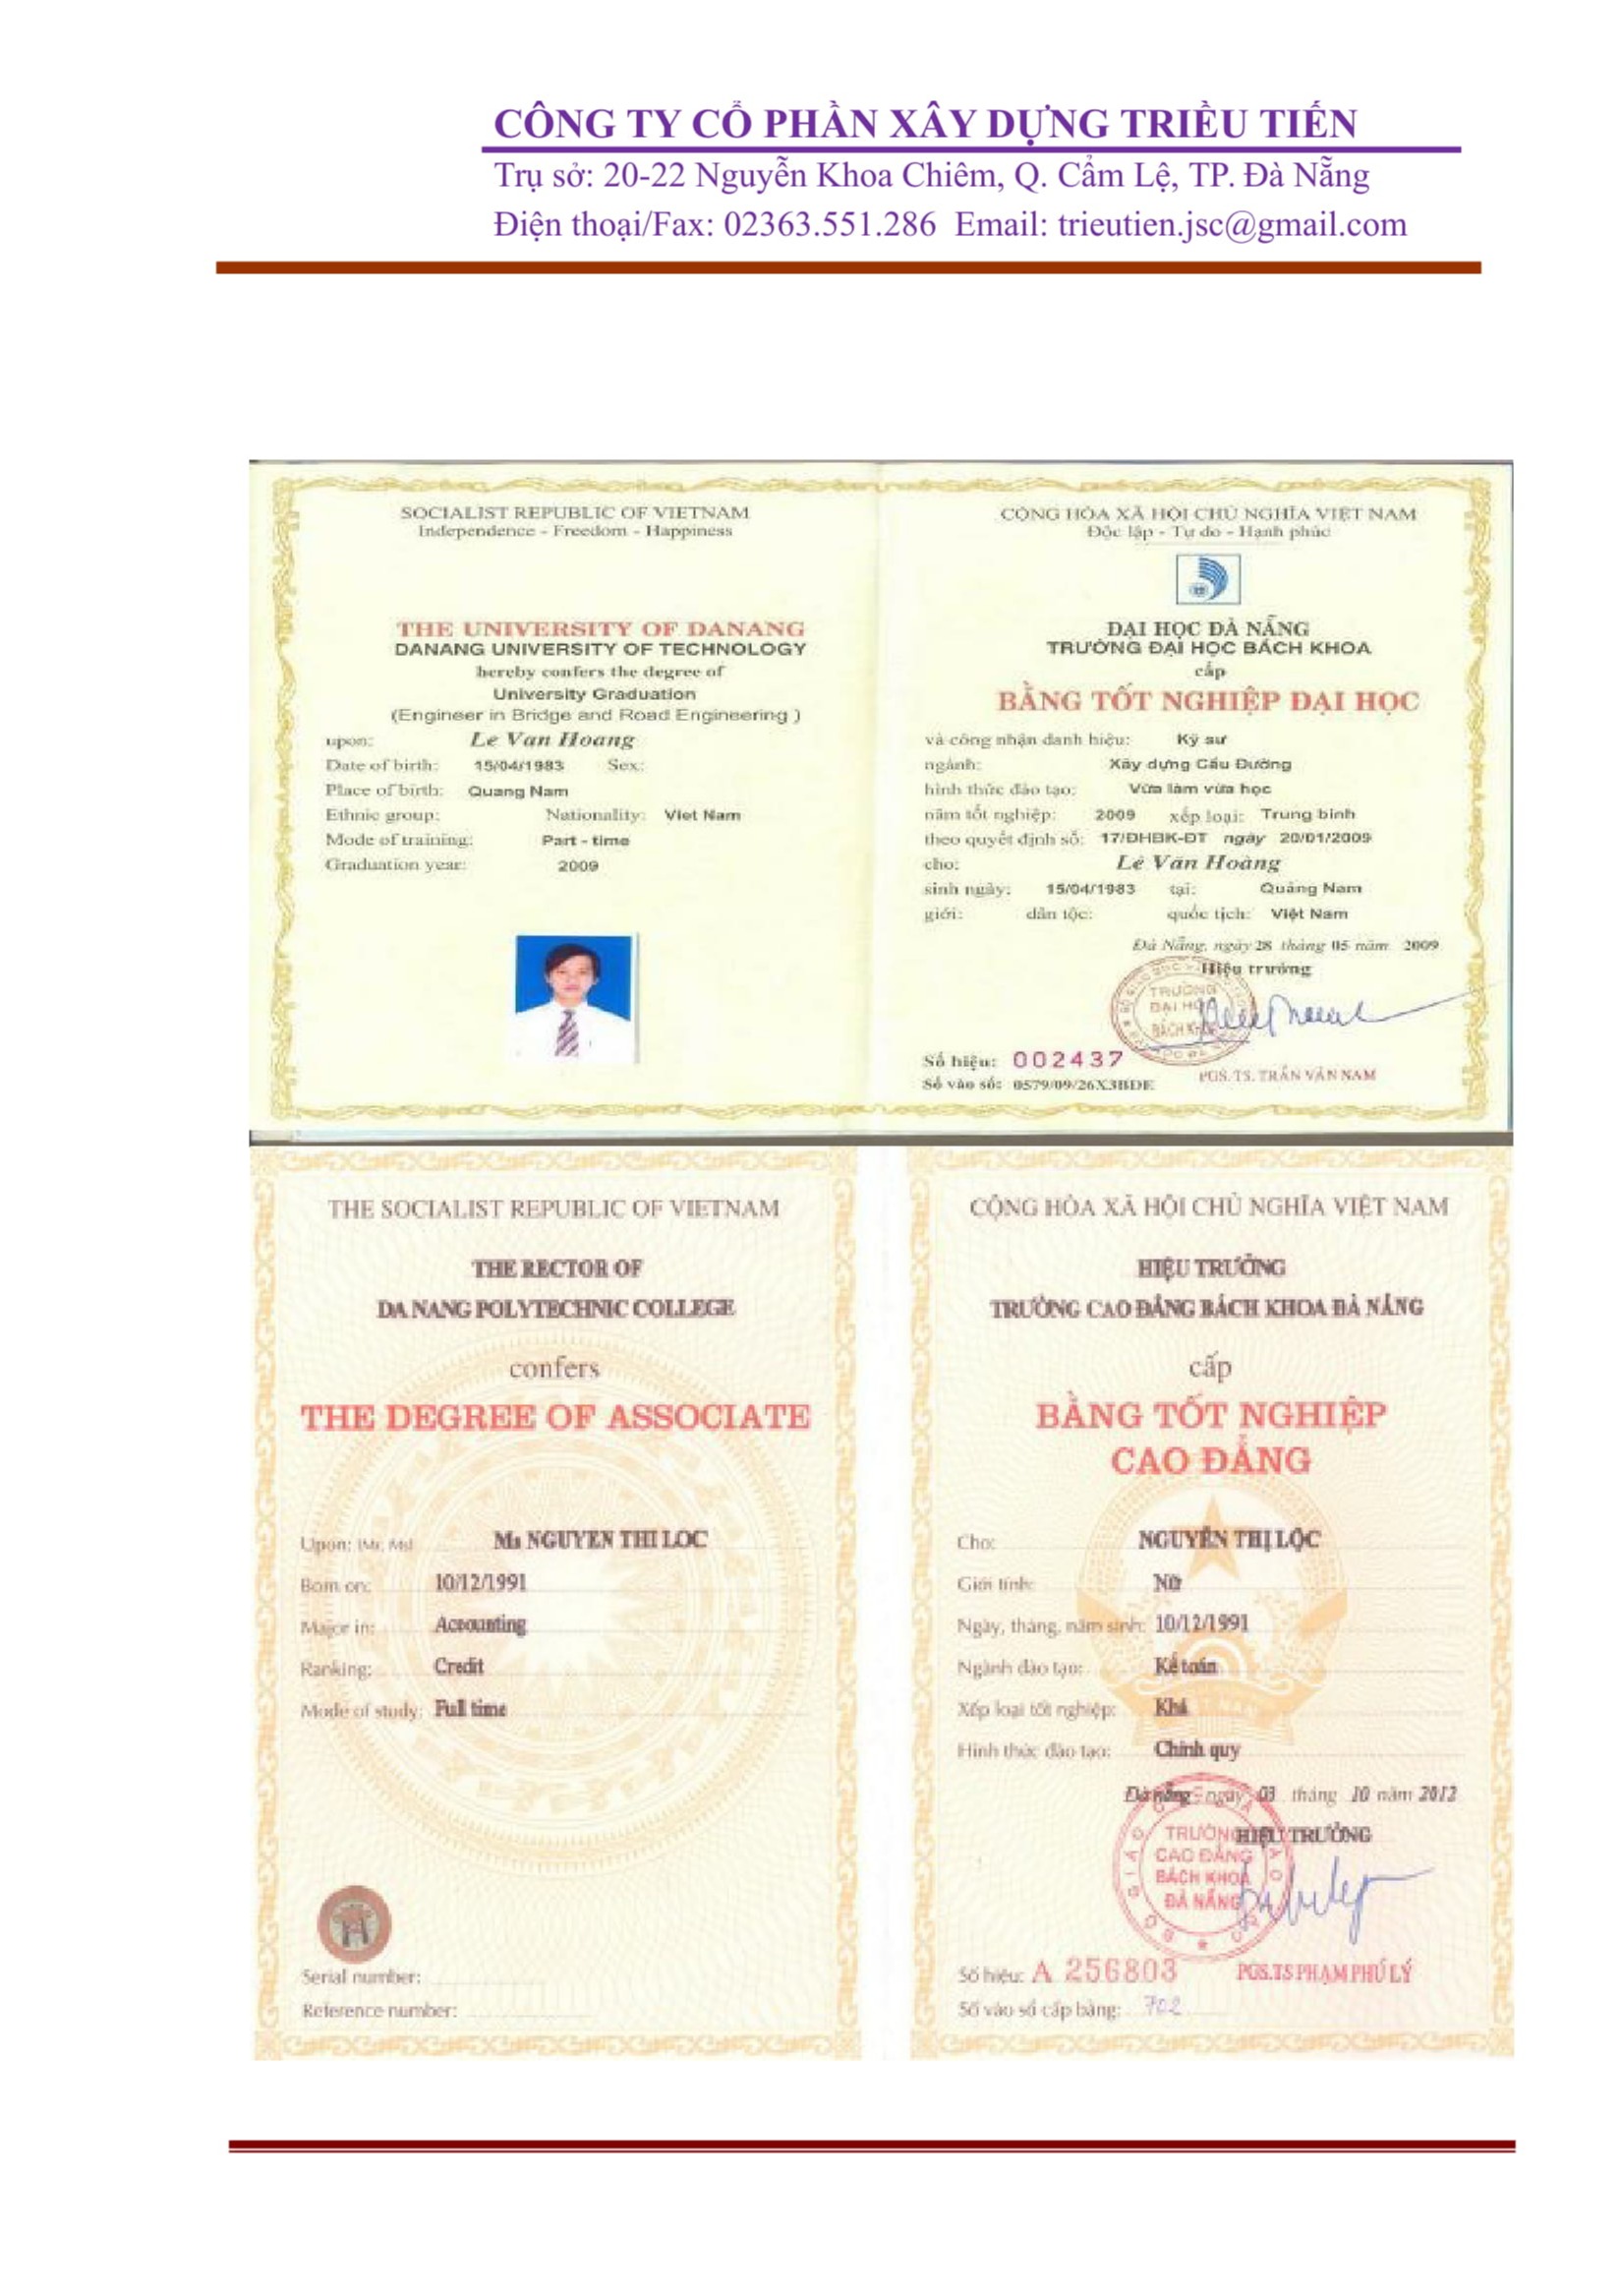 CÔNG TY CỔ PHẦN XÂY DỰNG TRIỀU TIẾN
Trụ sở: 20-22 Nguyễn Khoa Chiêm, Q. Cẩm Lệ, TP. Đà Nẵng
Điện thoại/Fax: 02363.551.286 Email: trieutien.jsc@gmail.com
SOCIALIST REPUBLIC OF VIETNAM
Independence - Freedom - Happiness
THE UNIVERSITY OF DANANG
DANANG UNIVERSITY OF TECHNOLOGY
hereby confers the degree of
University Graduation
(Engineer in Bridge and Road Engineering )
upon: Le Van Hoang
Date of birth: 15/04/1983 Sex:
Place of birth: Quang Nam
Ethnic group: Nationality: Viet Nam
Mode of training: Part - time
Graduation year: 2009
CỘNG HÒA XÃ HỘI CHỦ NGHĨA VIỆT NAM
Độc lập - Tự do - Hạnh phúc
ĐẠI HỌC ĐÀ NẴNG
TRƯỜNG ĐẠI HỌC BÁCH KHOA
cấp
BẰNG TỐT NGHIỆP ĐẠI HỌC
và công nhận danh hiệu: Kỹ sư
ngành: Xây dựng Cầu Đường
hình thức đào tạo: Vừa làm vừa học
năm tốt nghiệp: 2009 xếp loại: Trung bình
theo quyết định số: 17/ĐHBK-ĐT ngày 20/01/2009
cho: Lê Văn Hoàng
sinh ngày: 15/04/1983 tại: Quảng Nam
giới: dân tộc: quốc tịch: Việt Nam
Đà Nẵng, ngày 28 tháng 05 năm 2009
Hiệu trưởng
TRƯỜNG
ĐẠI HỌC
BÁCH KHOA
Số hiệu: 002437
Số vào sổ: 0579/09/26X3BDE
PGS.TS. TRẦN VĂN NAM
THE SOCIALIST REPUBLIC OF VIETNAM
THE RECTOR OF
DA NANG POLYTECHNIC COLLEGE
confers
THE DEGREE OF ASSOCIATE
Upon: (Mr, Ms) Ms NGUYEN THI LOC
Born on: 10/12/1991
Major in: Accounting
Ranking: Credit
Mode of study: Full time
Serial number:
Reference number:
CỘNG HÒA XÃ HỘI CHỦ NGHĨA VIỆT NAM
HIỆU TRƯỞNG
TRƯỜNG CAO ĐẲNG BÁCH KHOA ĐÀ NẴNG
cấp
BẰNG TỐT NGHIỆP
CAO ĐẲNG
Cho: NGUYỄN THỊ LỘC
Giới tính: Nữ
Ngày, tháng, năm sinh: 10/12/1991
Ngành đào tạo: Kế toán
Xếp loại tốt nghiệp: Khá
Hình thức đào tạo: Chính quy
Đà Nẵng, ngày 03 tháng 10 năm 2012
HIỆU TRƯỞNG
TRƯỜNG
CAO ĐẲNG
BÁCH KHOA
ĐÀ NẴNG
Số hiệu: A 256803
PGS.TS PHẠM PHÚ LÝ
Số vào sổ cấp bằng: 702